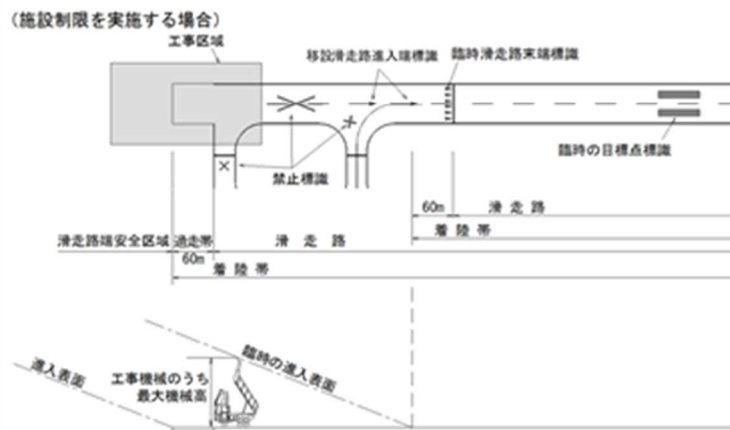 （施設制限を実施する場合）
工事区域
移設滑走路進入端標識
臨時滑走路末端標識
臨時の目標点標識
禁止標識
60m
滑走路
着陸帯
滑走路端安全区域
過走帯
滑走路
60m
着陸帯
進入表面
工事機械のうち
最大機械高
臨時の進入表面